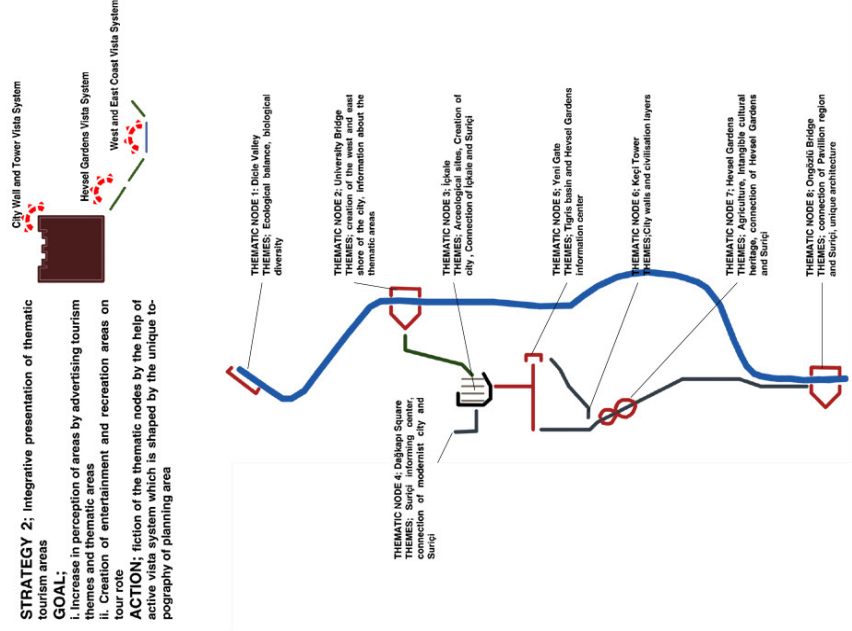 STRATEGY 2; Integrative presentation of thematic
tourism areas
GOAL;
i. Increase in perception of areas by advertising tourism
themes and thematic areas
ii. Creation of entertainment and recreation areas on
tour rote
ACTION; fiction of the thematic nodes by the help of
active vista system which is shaped by the unique to-
pography of planning area
City Wall and Tower Vista System
Hevsel Gardens Vista System
West and East Coast Vista System
THEMATIC NODE 1: Dicle Valley
THEMES; Ecological balance, biological
diversity
THEMATIC NODE 2; University Bridge
THEMES; creation of the west and east
shore of the city, information about the
thematic areas
THEMATIC NODE 3; İçkale
THEMES; Arceological sites, Creation of
city , Connection of İçkale and Suriçi
THEMATIC NODE 4; Dağkapı Square
THEMES; Suriçi informing center,
connection of modernist city and
Suriçi
THEMATIC NODE 5; Yeni Gate
THEMES; Tigris basin and Hevsel Gardens
information center
THEMATIC NODE 6; Keçi Tower
THEMES;City walls and civilisation layers
THEMATIC NODE 7; Hevsel Gardens
THEMES; Agriculture, Intangible cultural
heritage, connection of Hevsel Gardens
and Suriçi
THEMATIC NODE 8; Ongözlü Bridge
THEMES; connection of Pavillion region
and Suriçi, unique architecture